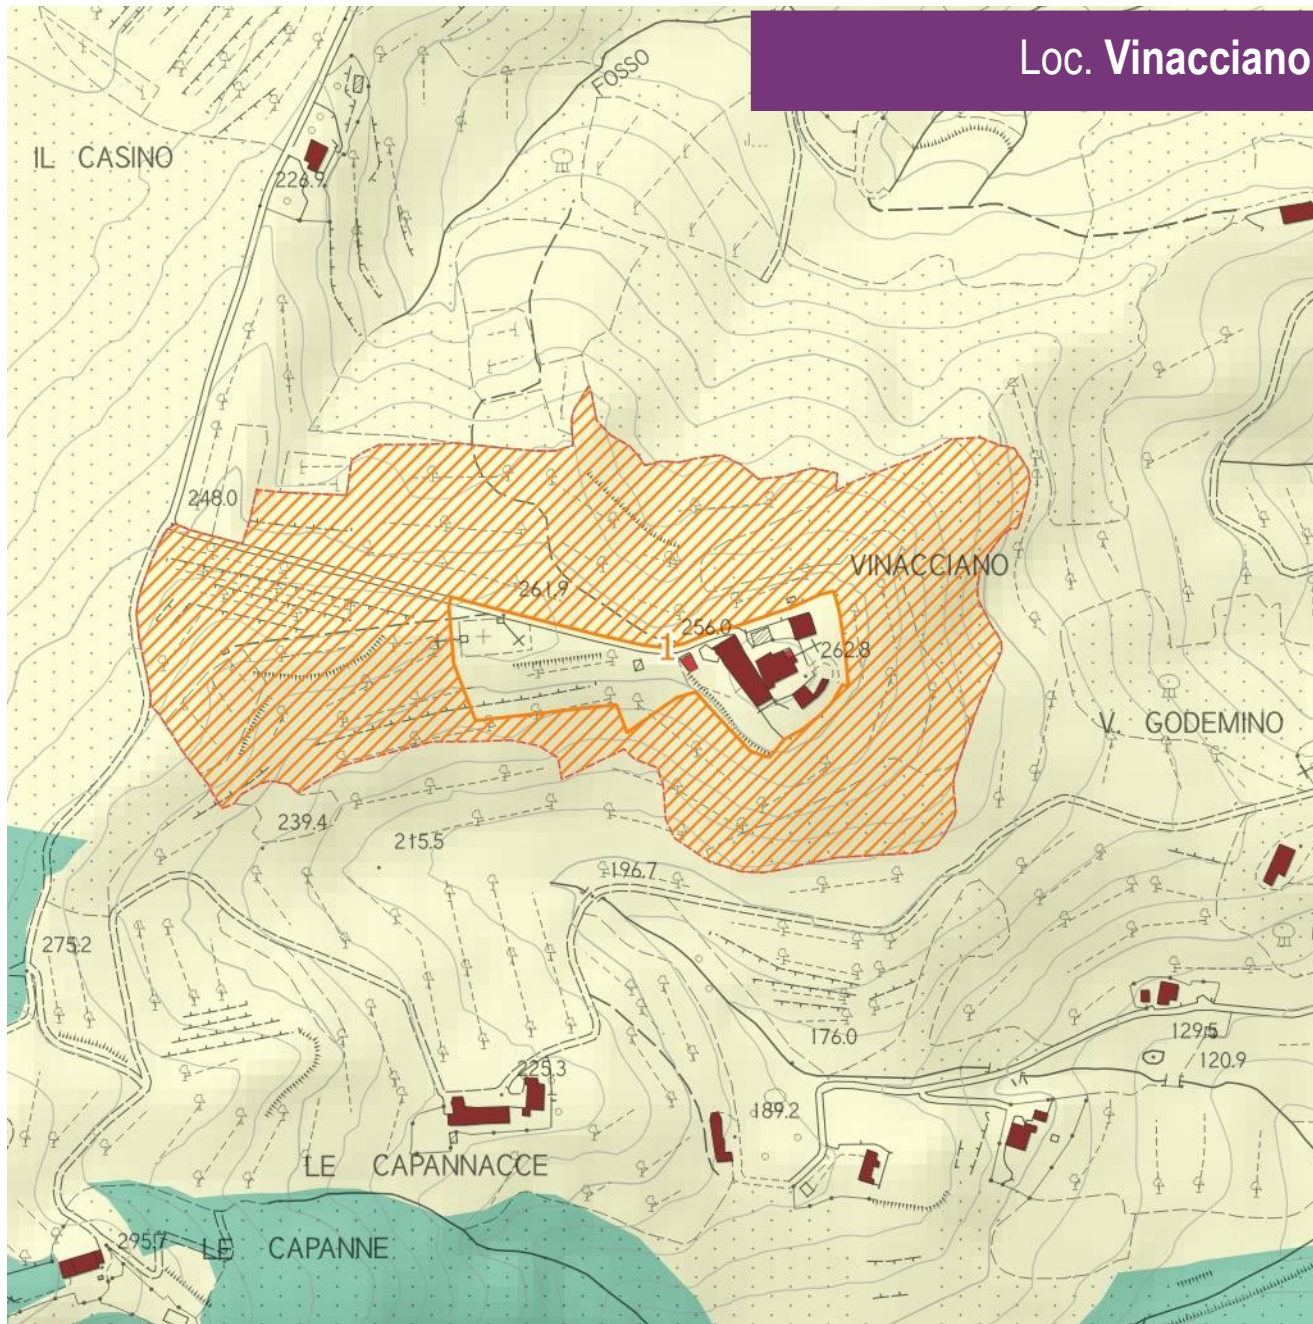 Loc. Vinacciano
FOSSO
IL CASINO
226.9
248.0
VINACCIANO
261.9
256.0
1
262.8
V. GODEMINO
239.4
215.5
196.7
275.2
176.0
129.5
120.9
225.3
189.2
LE CAPANNACCE
295.7
LE CAPANNE